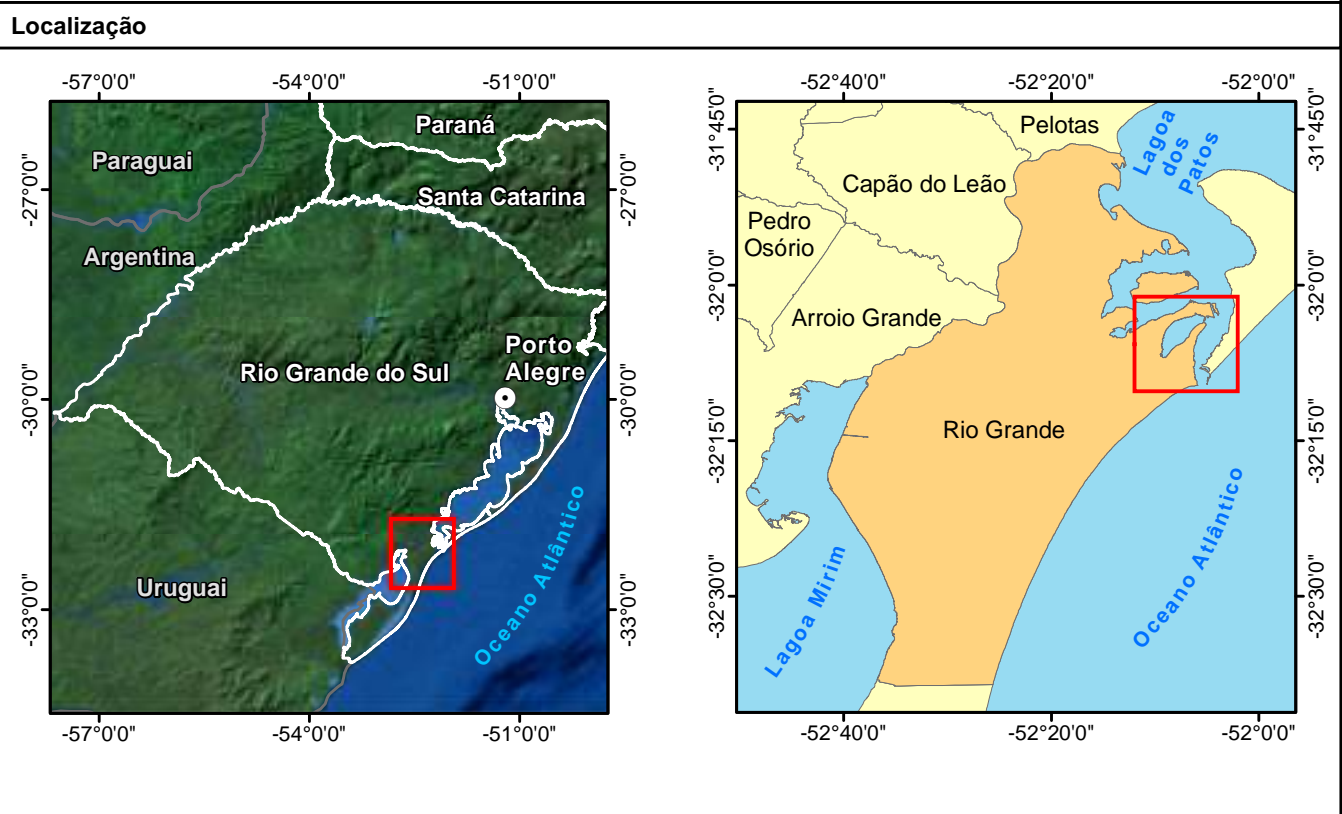 Localização
-57°0'0"
-54°0'0"
-51°0'0"
-27°0'0"
-30°0'0"
-33°0'0"
Paraná
Paraguai
Santa Catarina
Argentina
Porto
Alegre
Rio Grande do Sul
Uruguai
Oceano Atlântico
-27°0'0"
-30°0'0"
-33°0'0"
-57°0'0"
-54°0'0"
-51°0'0"
-52°40'0"
-52°20'0"
-52°0'0"
-31°45'0"
-32°0'0"
-32°15'0"
-32°30'0"
Pelotas
Lagoa
dos
Patos
Capão do Leão
Pedro
Osório
Arroio Grande
Rio Grande
Lagoa Mirim
Oceano Atlântico
-31°45'0"
-32°0'0"
-32°15'0"
-32°30'0"
-52°40'0"
-52°20'0"
-52°0'0"